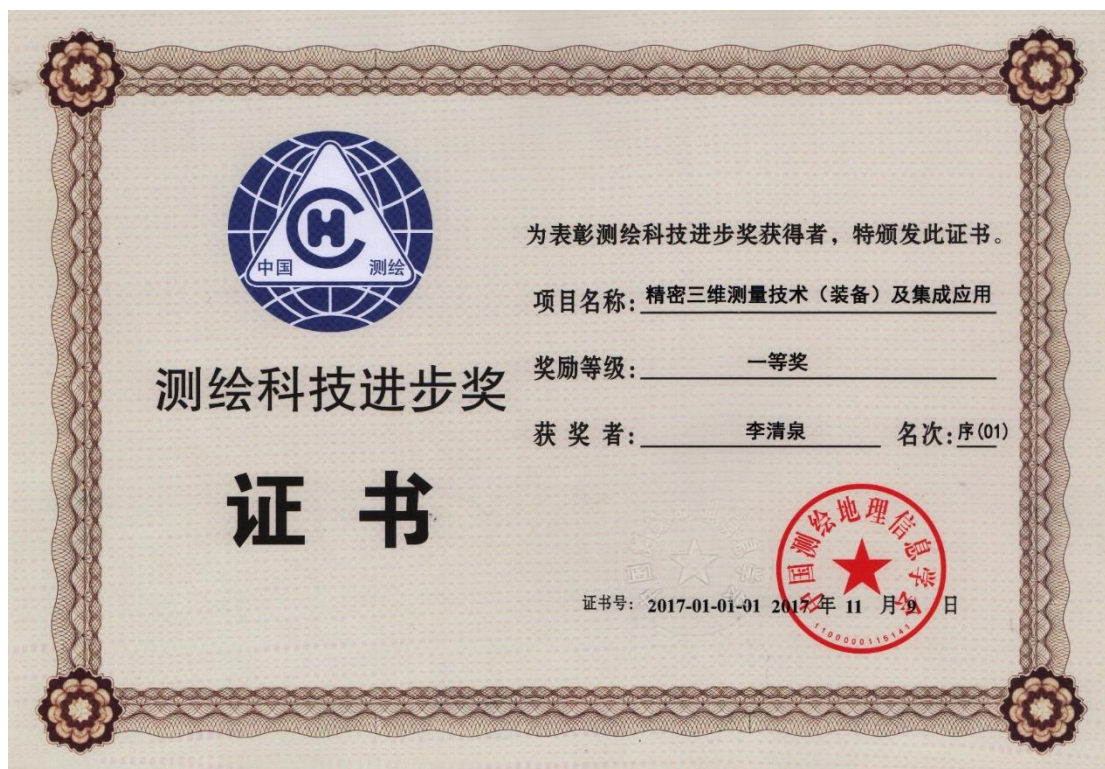 中国 测绘
测绘科技进步奖
证书
为表彰测绘科技进步奖获得者，特颁发此证书。
项目名称：精密三维测量技术（装备）及集成应用
奖励等级：一等奖
获奖者：李清泉 名次：序(01)
中国测绘地理信息学会
1100000115141
证书号：2017-01-01-01 2017年 11 月 9 日